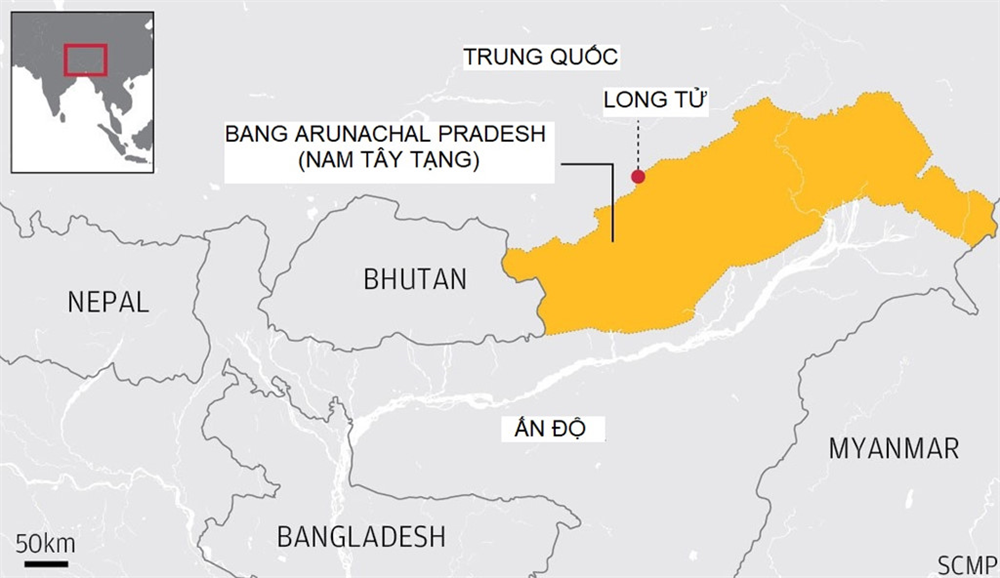 TRUNG QUỐC
LONG TỬ
BANG ARUNACHAL PRADESH
(NAM TÂY TẠNG)
BHUTAN
NEPAL
ẤN ĐỘ
MYANMAR
BANGLADESH
50km
SCMP